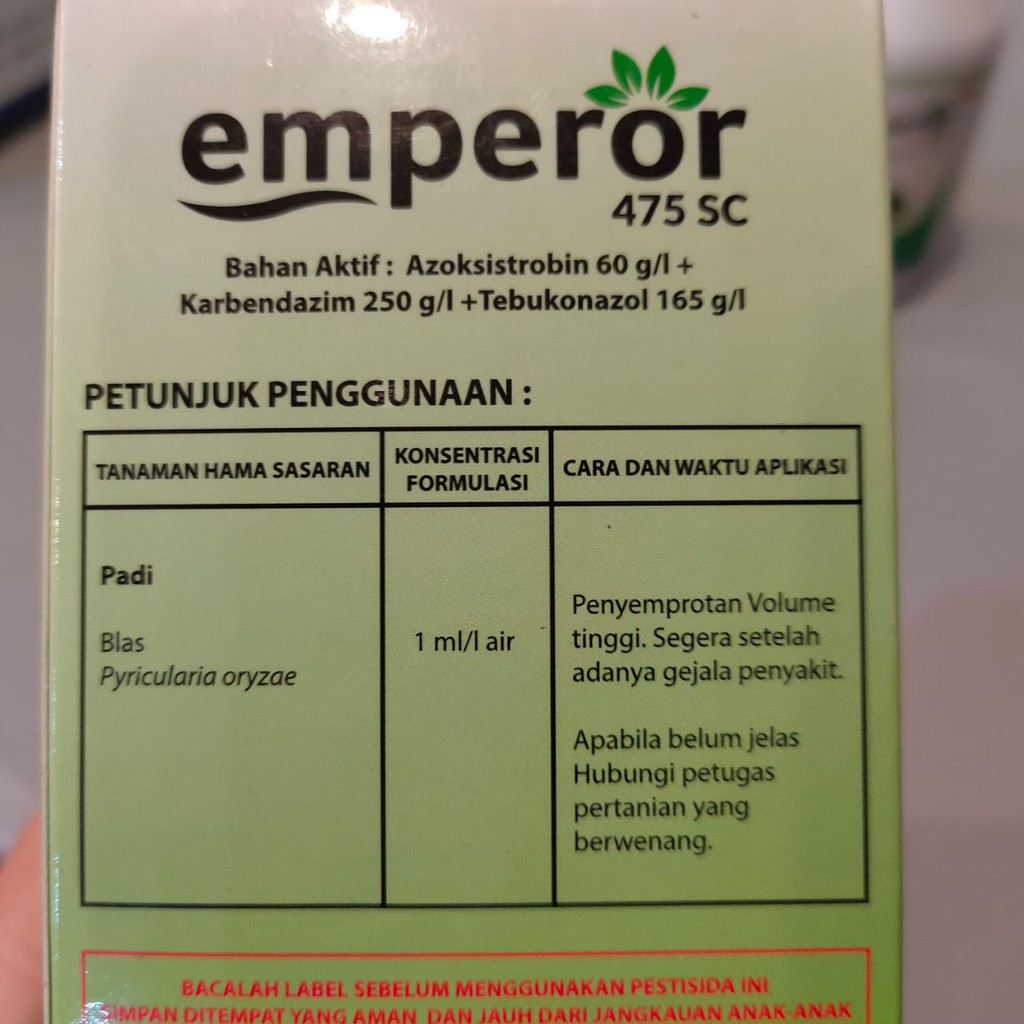 emperor
475 SC
Bahan Aktif : Azoksistrobin 60 g/l +
Karbendazim 250 g/l +Tebukonazol 165 g/l
PETUNJUK PENGGUNAAN :
TANAMAN HAMA SASARAN
KONSENTRASI
FORMULASI
CARA DAN WAKTU APLIKASI
Padi
Blas
Pyricularia oryzae
1 ml/l air
Penyemprotan Volume
tinggi. Segera setelah
adanya gejala penyakit.
Apabila belum jelas
Hubungi petugas
pertanian yang
berwenang.
BACALAH LABEL SEBELUM MENGGUNAKAN PESTISIDA INI
SIMPAN DITEMPAT YANG AMAN DAN JAUH DARI JANGKAUAN ANAK-ANAK